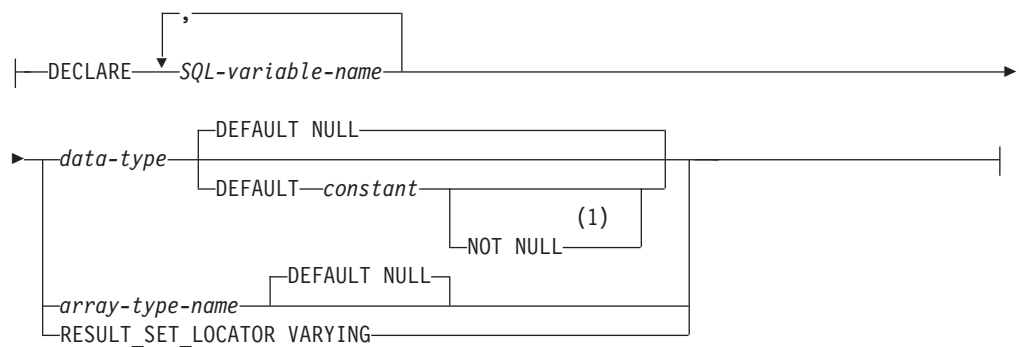 ,
DECLARE SQL-variable-name
DEFAULT NULL
data-type
DEFAULT constant
(1)
NOT NULL
DEFAULT NULL
array-type-name
RESULT_SET_LOCATOR VARYING